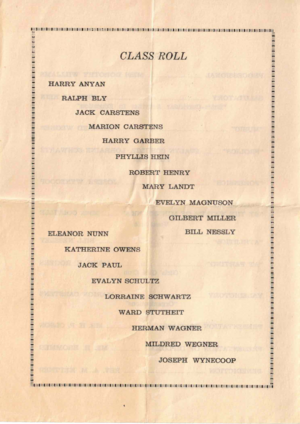 CLASS ROLL
HARRY ANYAN
RALPH BLY
JACK CARSTENS
MARION CARSTENS
HARRY GARBER
PHYLLIS HEIN
ROBERT HENRY
MARY LANDT
EVELYN MAGNUSON
GILBERT MILLER
BILL NESSLY
ELEANOR NUNN
KATHERINE OWENS
JACK PAUL
EVALYN SCHULTZ
LORRAINE SCHWARTZ
WARD STUTHEIT
HERMAN WAGNER
MILDRED WEGNER
JOSEPH WYNECOOP